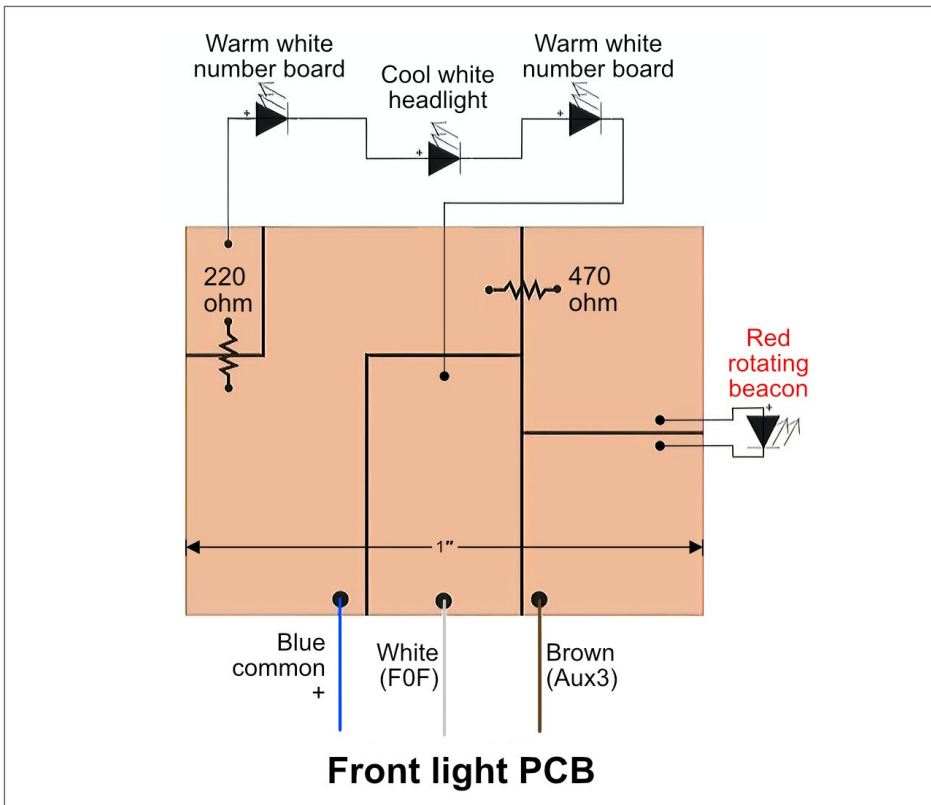 Warm white
number board
Cool white
headlight
Warm white
number board
+
+
+
220
ohm
470
ohm
Red
rotating
beacon
+
1″
Blue
common
+
White
(F0F)
Brown
(Aux3)
Front light PCB